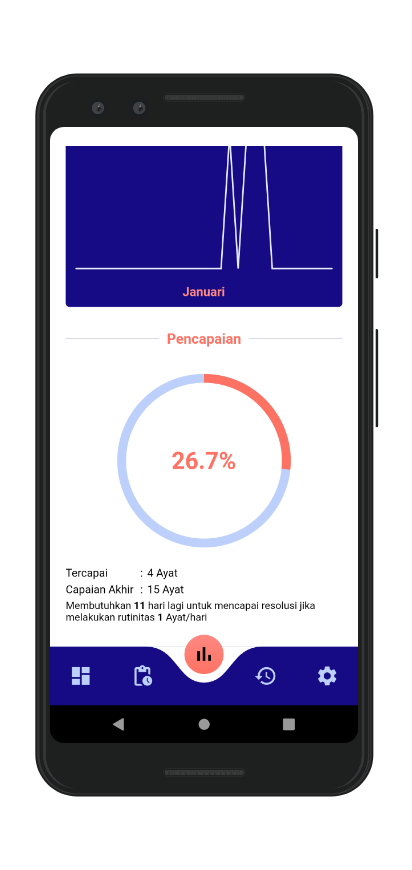 Januari
Pencapaian
26.7%
Tercapai : 4 Ayat
Capaian Akhir : 15 Ayat
Membutuhkan 11 hari lagi untuk mencapai resolusi jika
melakukan rutinitas 1 Ayat/hari